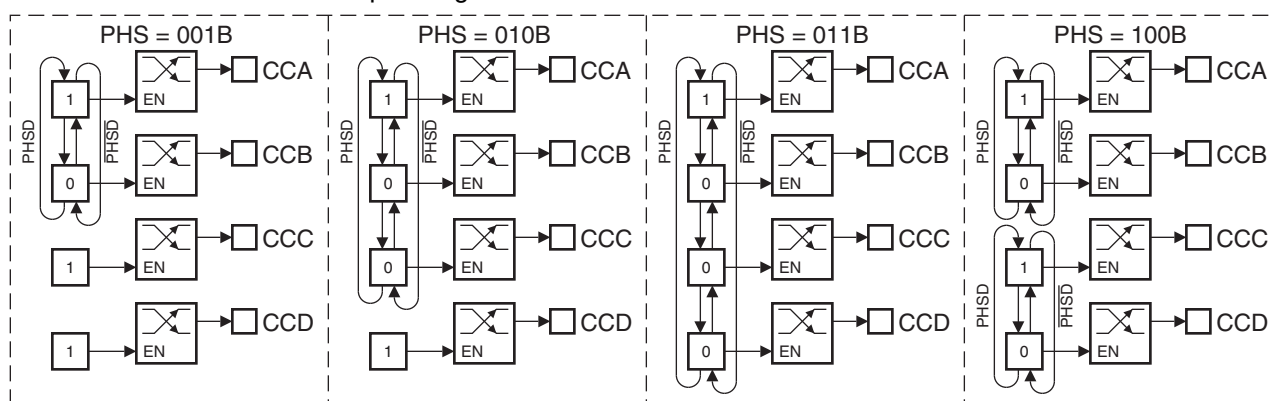 PHS = 001B
CCA
1
EN
PHSD
PHSD
CCB
0
EN
CCC
1
EN
CCD
1
EN
PHS = 010B
CCA
1
EN
PHSD
PHSD
CCB
0
EN
CCC
0
EN
CCD
1
EN
PHS = 011B
CCA
1
EN
PHSD
PHSD
CCB
0
EN
CCC
0
EN
CCD
0
EN
PHS = 100B
CCA
1
EN
PHSD
PHSD
CCB
0
EN
CCC
1
EN
PHSD
PHSD
CCD
0
EN